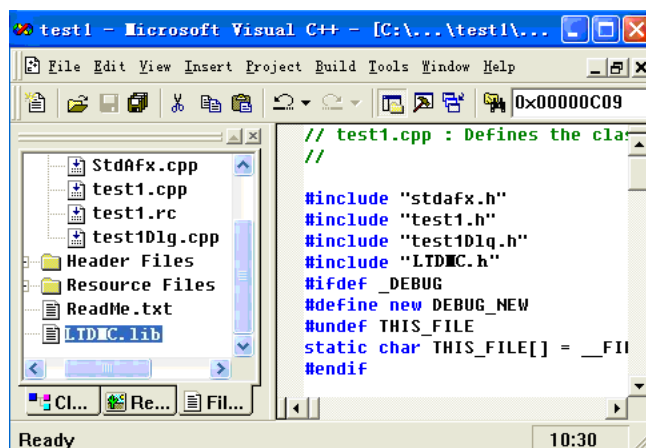 test1 - Microsoft Visual C++ - [C:\...\test1\...
File Edit View Insert Project Build Tools Window Help
0x00000C09
StdAfx.cpp
test1.cpp
test1.rc
test1Dlg.cpp
Header Files
Resource Files
ReadMe.txt
LTDMC.lib
Cl... Re... Fil...
// test1.cpp : Defines the clas
//
#include "stdafx.h"
#include "test1.h"
#include "test1Dlg.h"
#include "LTDMC.h"
#ifdef _DEBUG
#define new DEBUG_NEW
#undef THIS_FILE
static char THIS_FILE[] = __FI
#endif
Ready
10:30